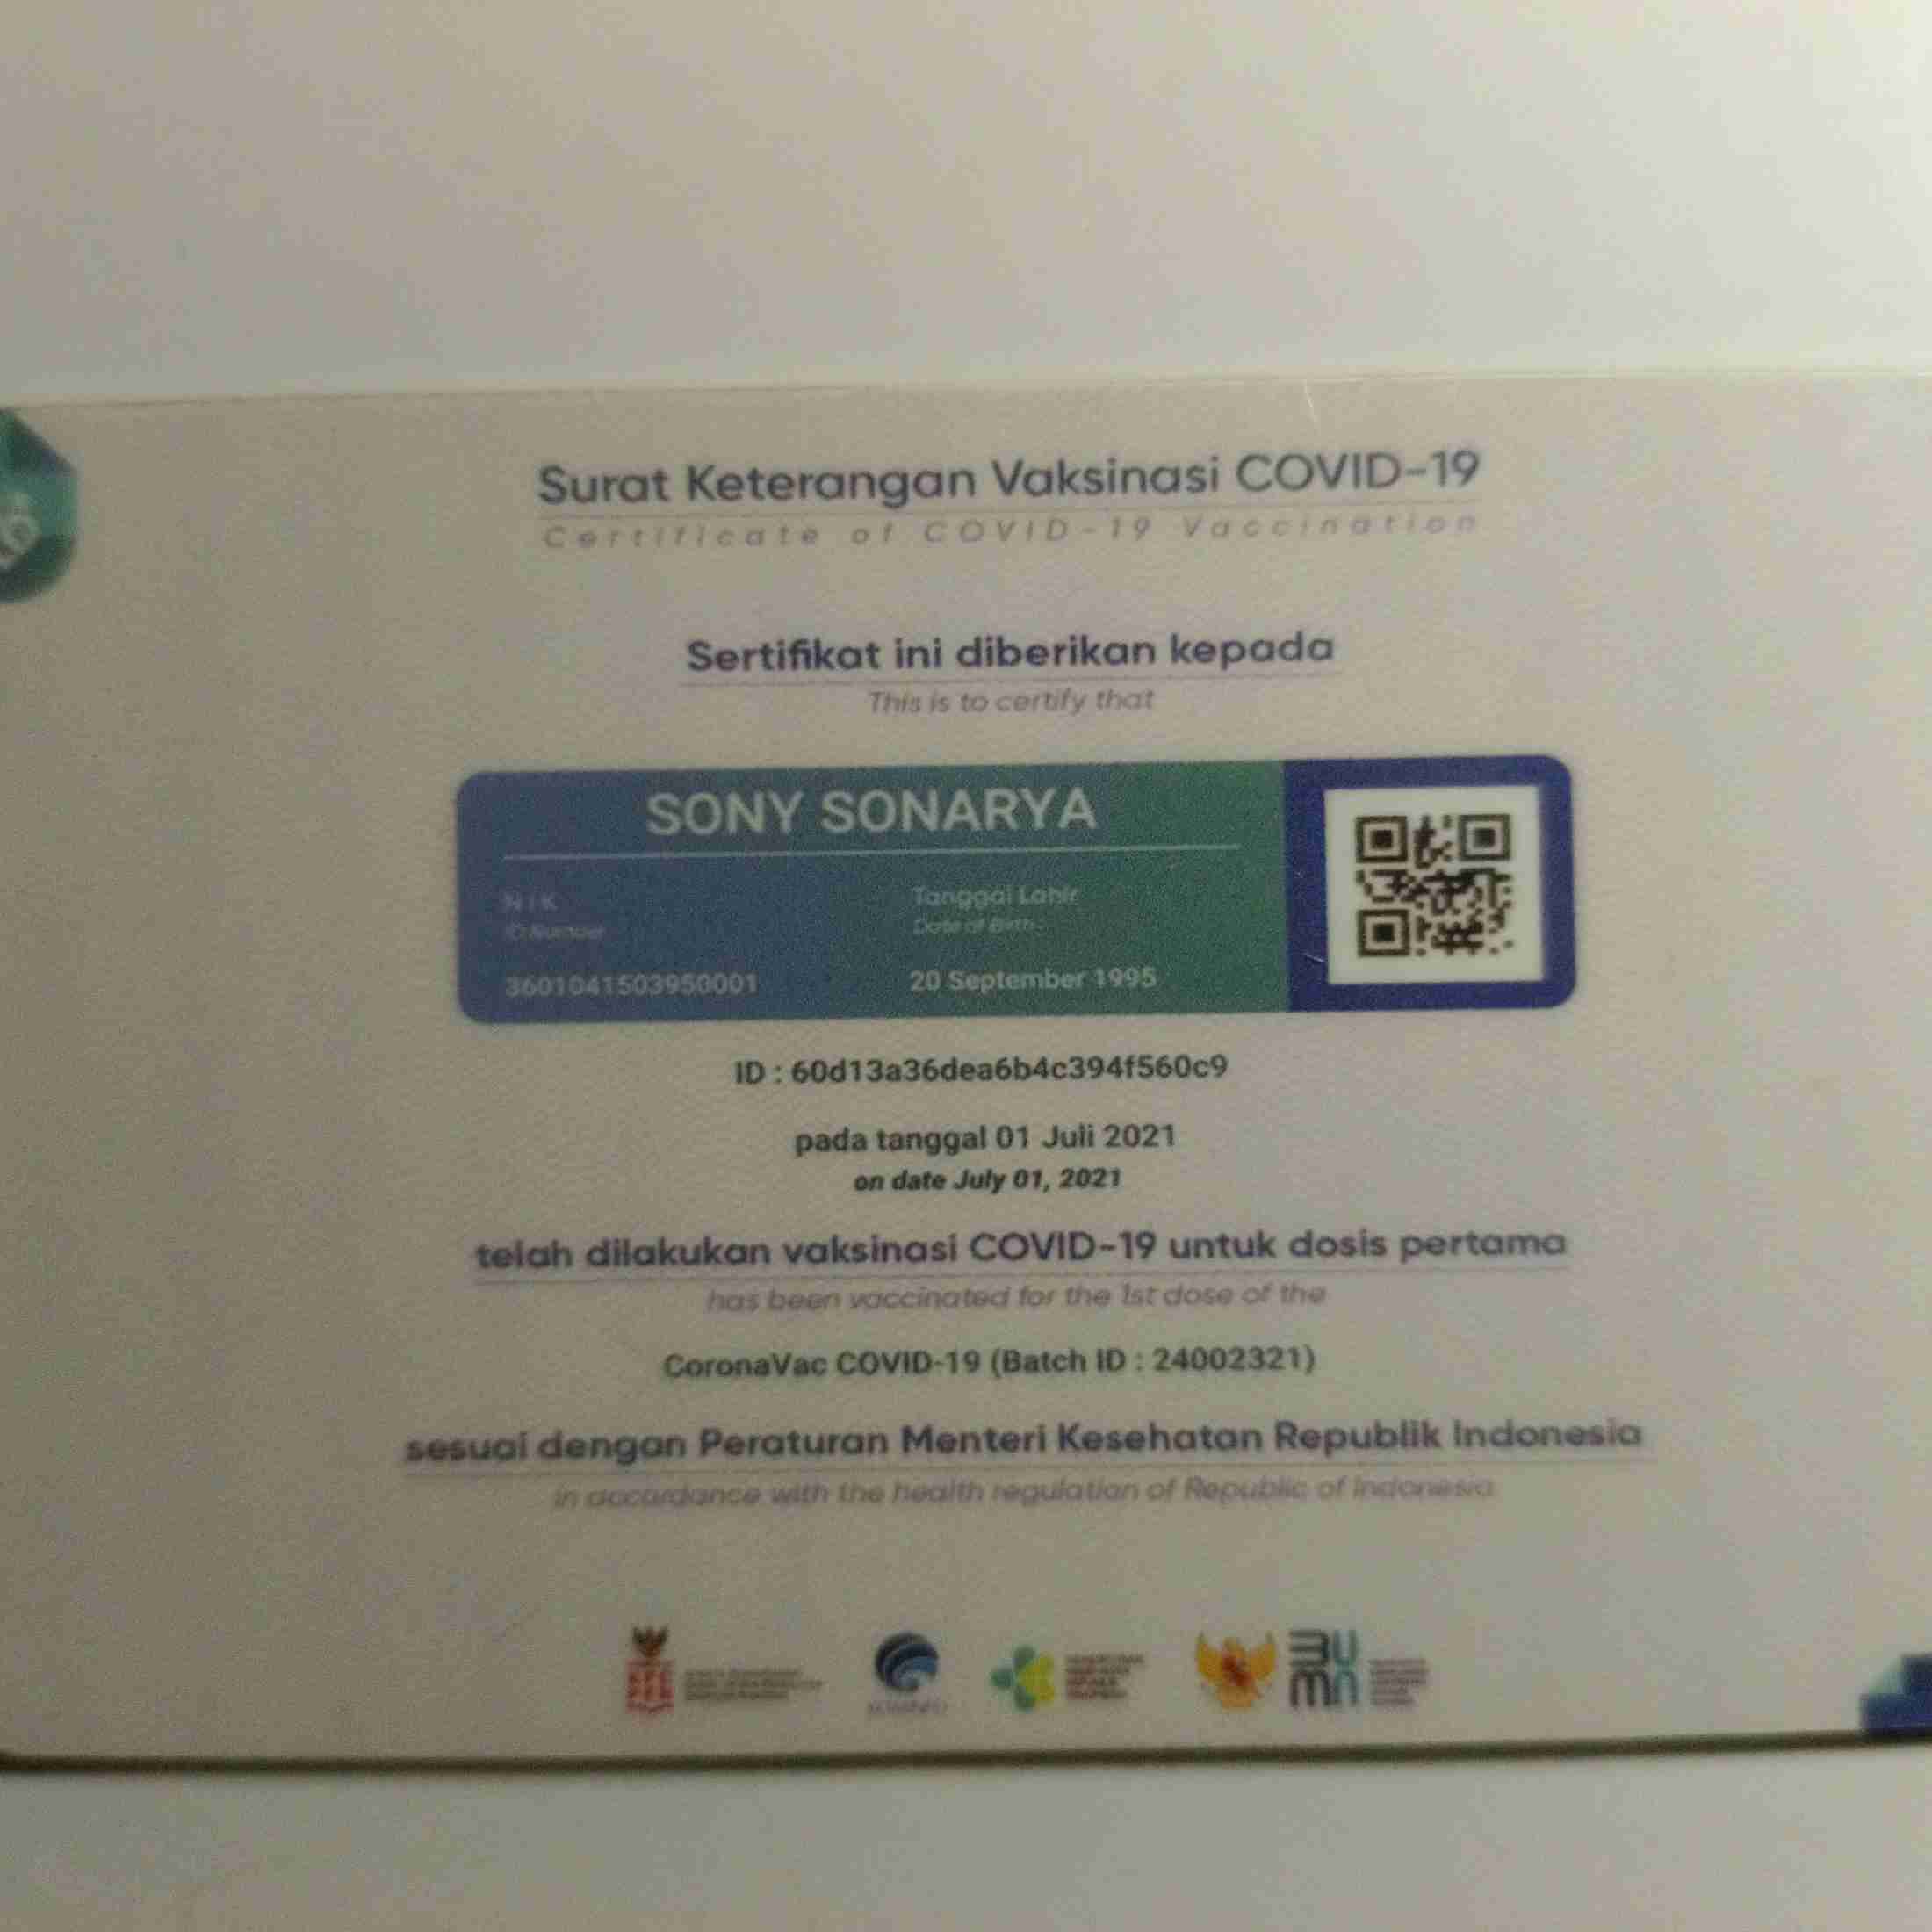 Surat Keterangan Vaksinasi COVID-19
Certificate of COVID-19 Vaccination
Sertifikat ini diberikan kepada
This is to certify that
SONY SONARYA
NIK
ID Number
3601041503950001
Tanggal Lahir
Date of Birth
20 September 1995
ID : 60d13a36dea6b4c394f560c9
pada tanggal 01 Juli 2021
on date July 01, 2021
telah dilakukan vaksinasi COVID-19 untuk dosis pertama
has been vaccinated for the 1st dose of the
CoronaVac COVID-19 (Batch ID : 24002321)
sesuai dengan Peraturan Menteri Kesehatan Republik Indonesia
in accordance with the health regulation of Republic of Indonesia
KOMINFO
BUMN